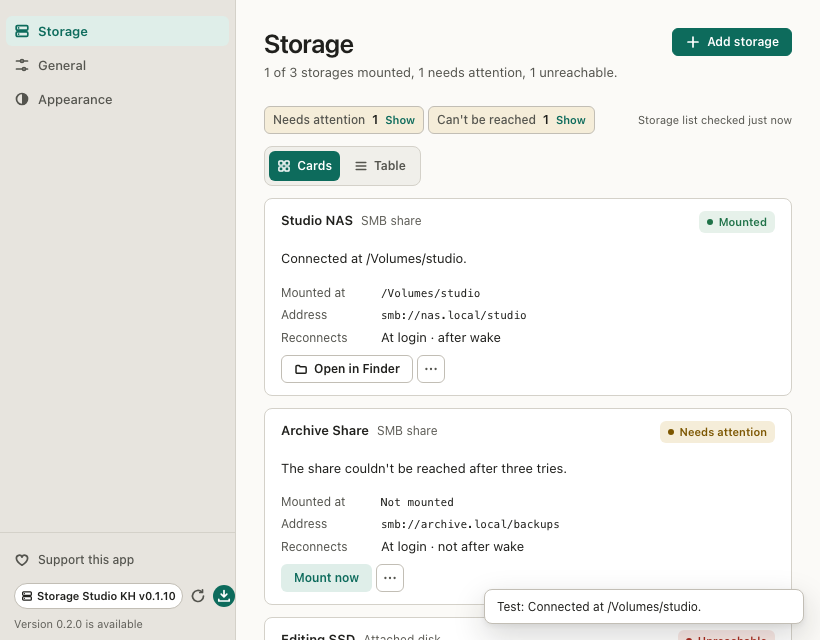 Storage
General
Appearance
Support this app
Storage Studio KH v0.1.10
Version 0.2.0 is available
Storage
Add storage
1 of 3 storages mounted, 1 needs attention, 1 unreachable.
Needs attention 1 Show
Can't be reached 1 Show
Storage list checked just now
Cards
Table
Studio NAS SMB share
Mounted
Connected at /Volumes/studio.
Mounted at /Volumes/studio
Address smb://nas.local/studio
Reconnects At login · after wake
Open in Finder
Archive Share SMB share
Needs attention
The share couldn't be reached after three tries.
Mounted at Not mounted
Address smb://archive.local/backups
Reconnects At login · not after wake
Mount now
Test: Connected at /Volumes/studio.
Editing SSD Attached disk
Unreachable